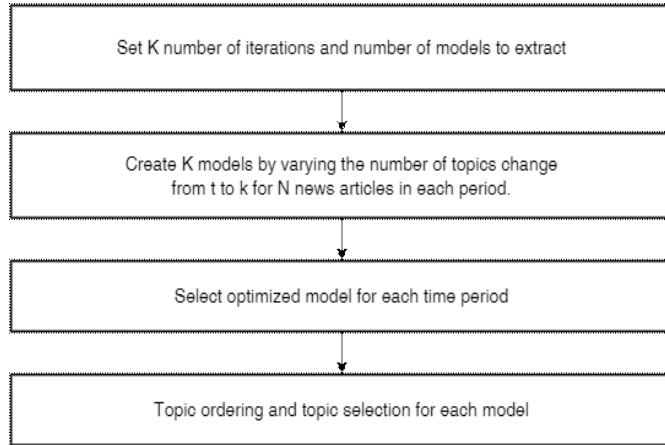 Set K number of iterations and number of models to extract
Create K models by varying the number of topics change
from t to k for N news articles in each period.
Select optimized model for each time period
Topic ordering and topic selection for each model